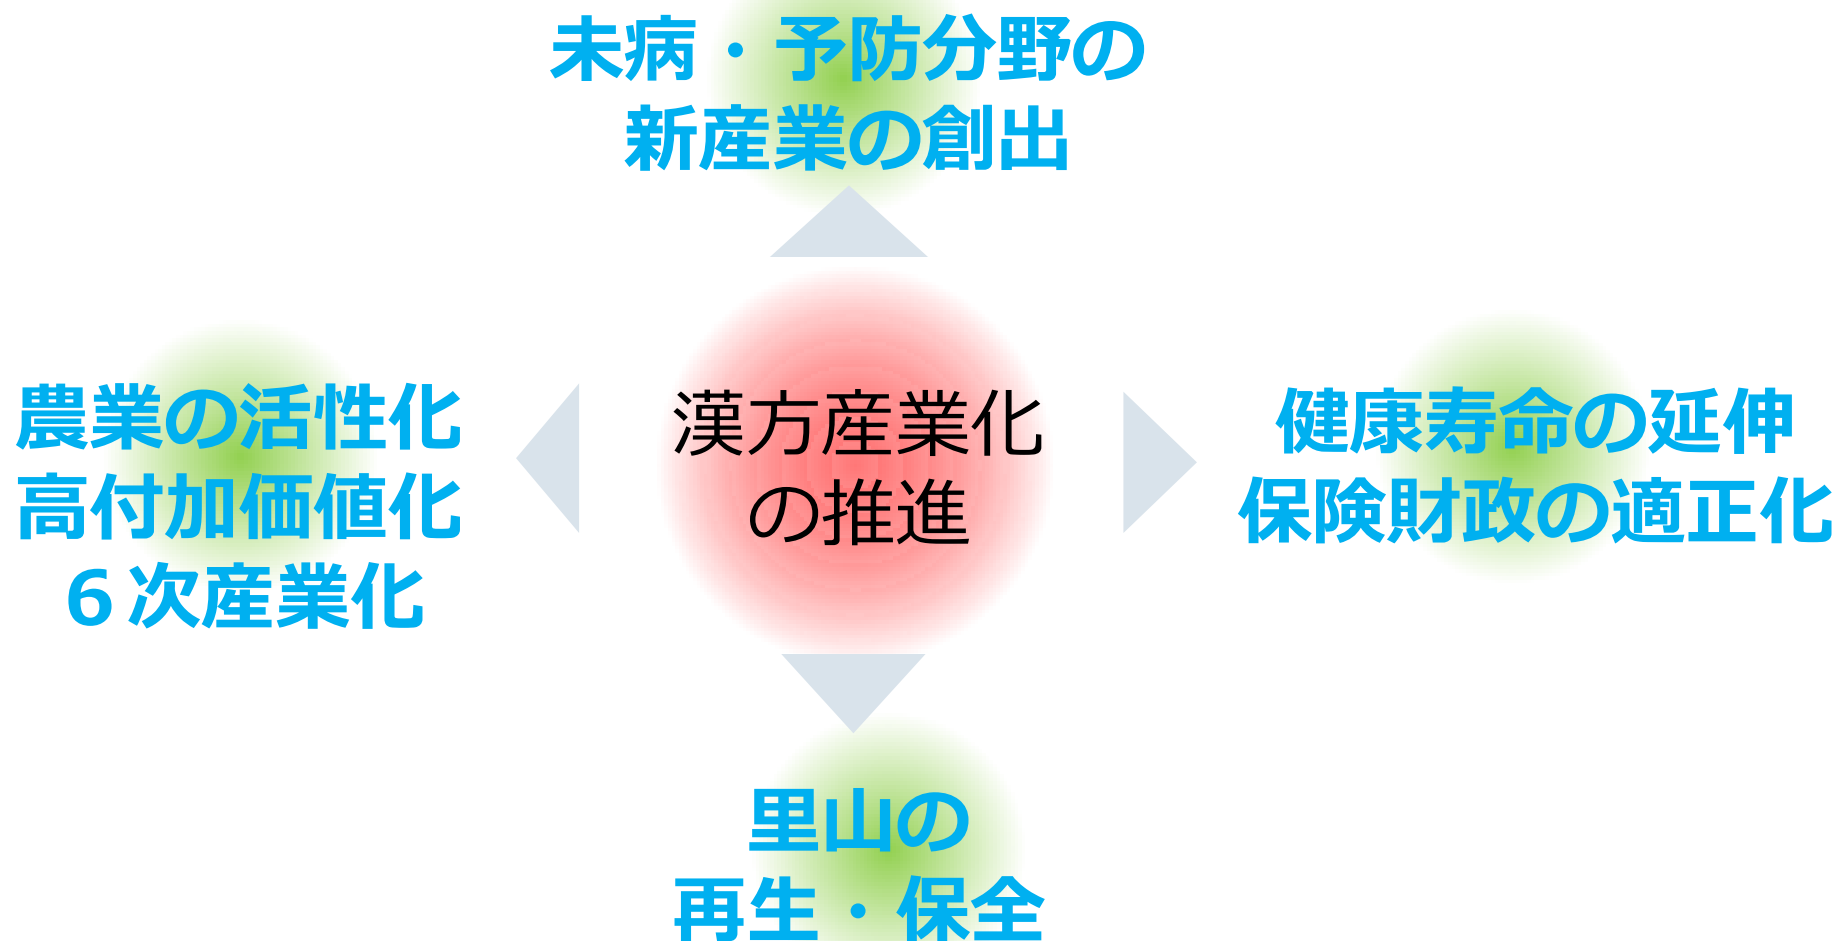 未病・予防分野の
新産業の創出
農業の活性化
高付加価値化
６次産業化
漢方産業化
の推進
健康寿命の延伸
保険財政の適正化
里山の
再生・保全